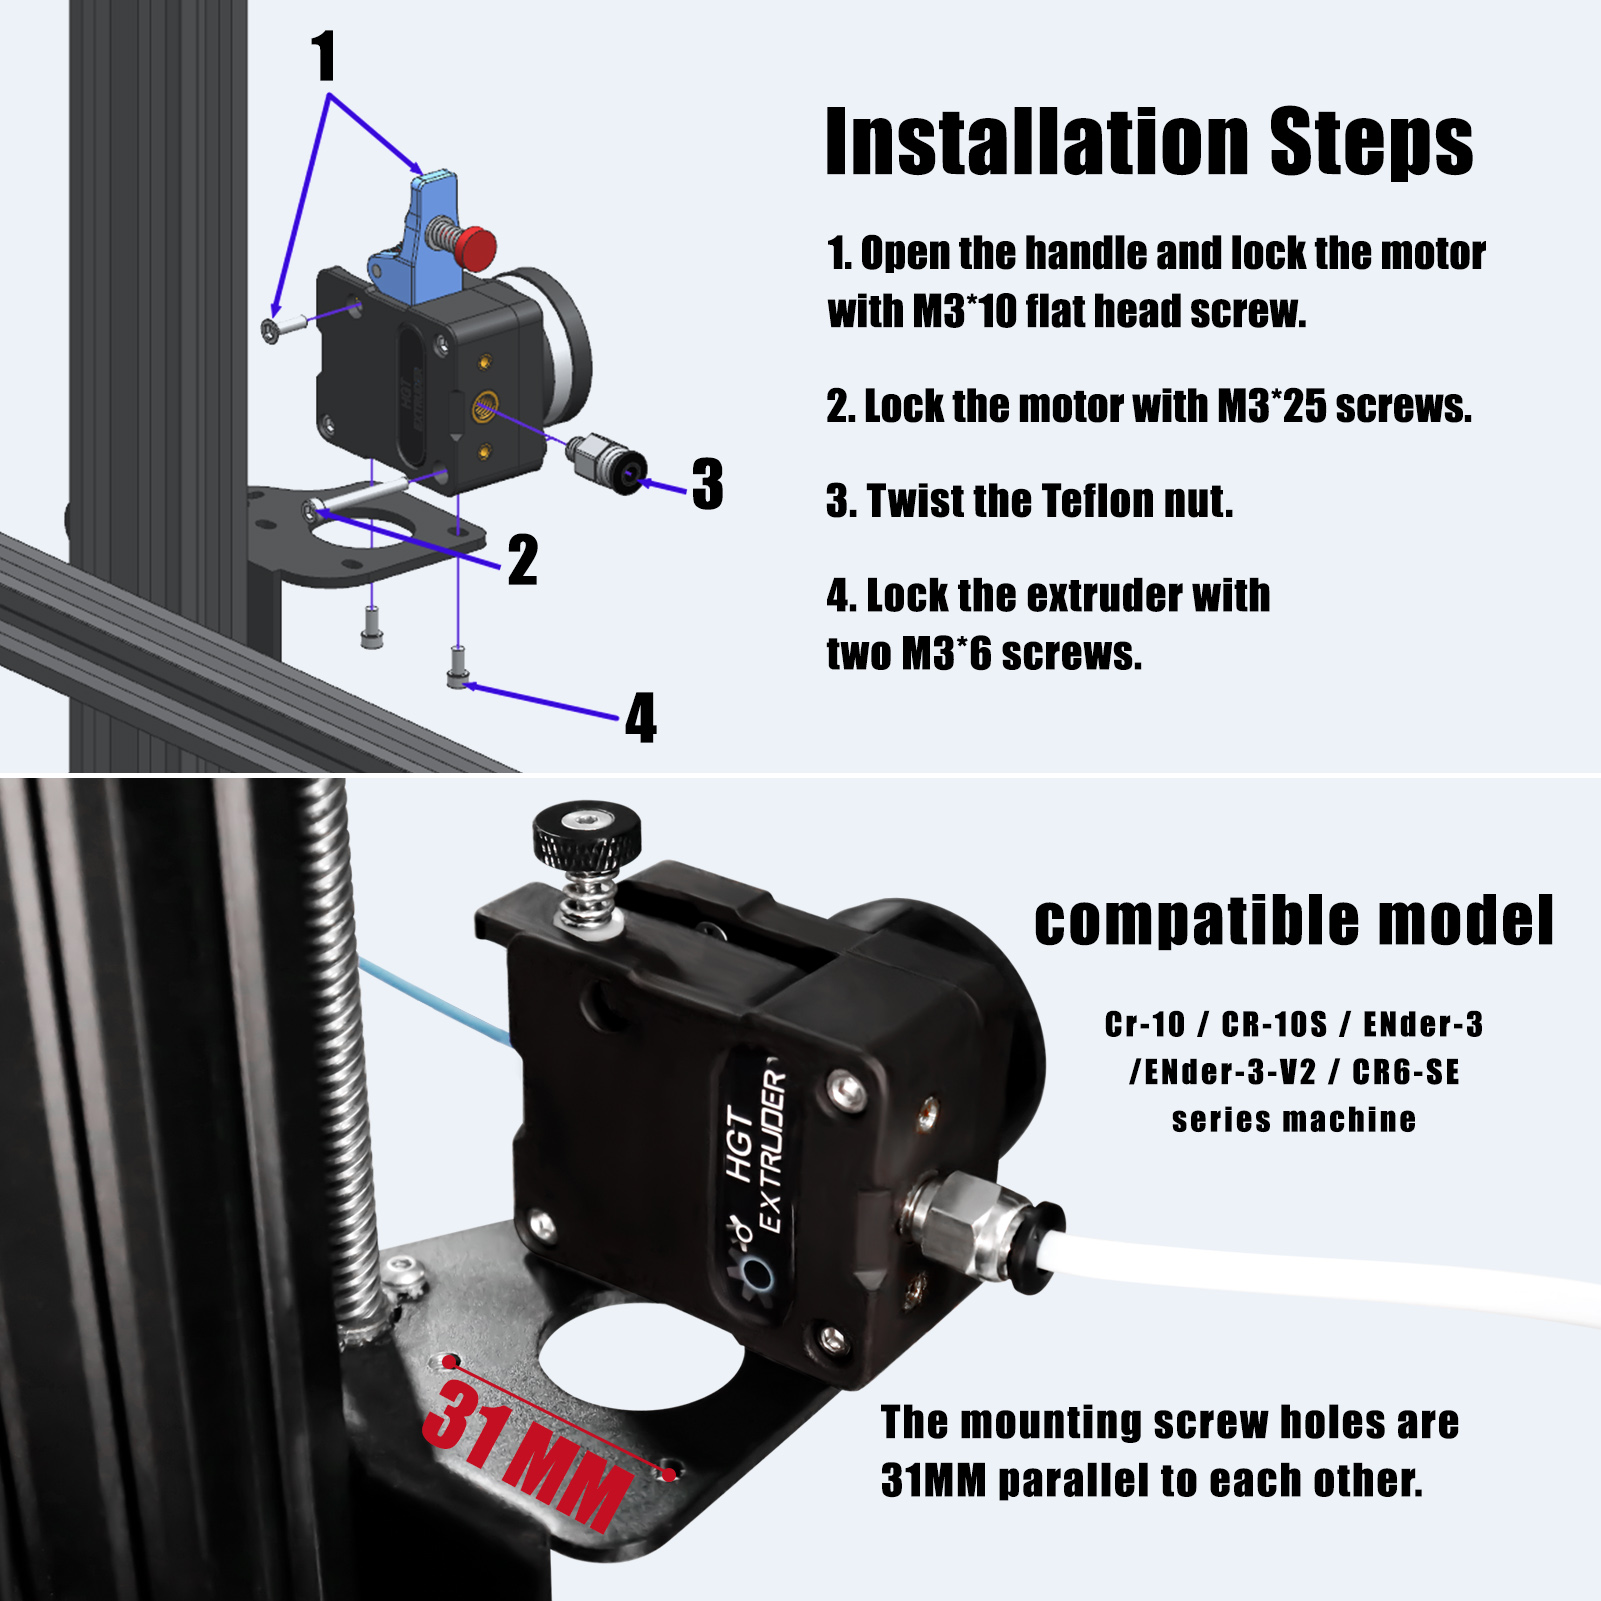 1
Installation Steps
1. Open the handle and lock the motor
with M3*10 flat head screw.
HGT
EXTRUDER
2. Lock the motor with M3*25 screws.
3
3. Twist the Teflon nut.
2
4. Lock the extruder with
two M3*6 screws.
4
compatible model
Cr-10 / CR-10S / ENder-3
/ENder-3-V2 / CR6-SE
series machine
HGT
EXTRUDER
31MM
The mounting screw holes are
31MM parallel to each other.